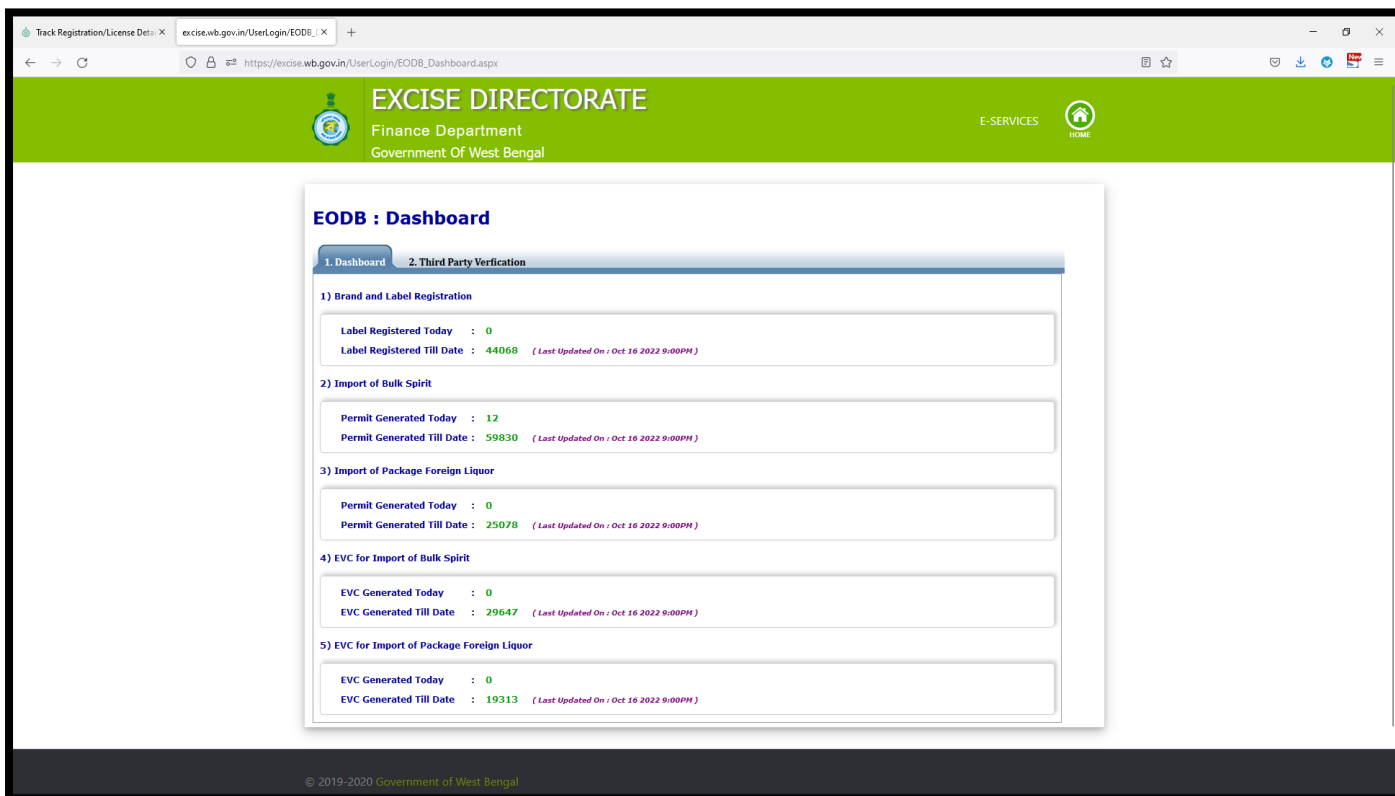 Track Registration/License Detai
excise.wb.gov.in/UserLogin/EODB_
https://excise.wb.gov.in/UserLogin/EODB_Dashboard.aspx
New
EXCISE DIRECTORATE
Finance Department
Government Of West Bengal
E-SERVICES
HOME
EODB : Dashboard
1. Dashboard 2. Third Party Verfication
1) Brand and Label Registration
Label Registered Today : 0
Label Registered Till Date : 44068 ( Last Updated On : Oct 16 2022 9:00PM )
2) Import of Bulk Spirit
Permit Generated Today : 12
Permit Generated Till Date : 59830 ( Last Updated On : Oct 16 2022 9:00PM )
3) Import of Package Foreign Liquor
Permit Generated Today : 0
Permit Generated Till Date : 25078 ( Last Updated On : Oct 16 2022 9:00PM )
4) EVC for Import of Bulk Spirit
EVC Generated Today : 0
EVC Generated Till Date : 29647 ( Last Updated On : Oct 16 2022 9:00PM )
5) EVC for Import of Package Foreign Liquor
EVC Generated Today : 0
EVC Generated Till Date : 19313 ( Last Updated On : Oct 16 2022 9:00PM )
© 2019-2020 Government of West Bengal